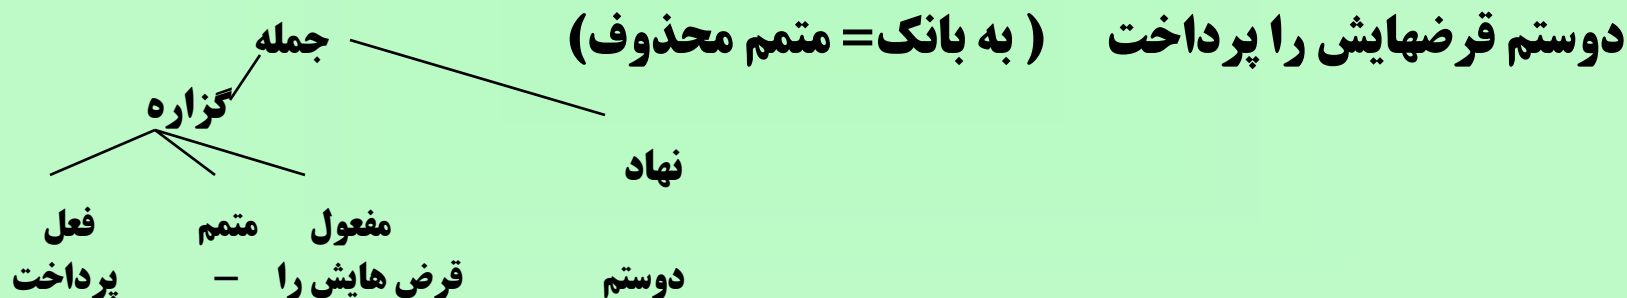 دوستم قرضهایش را پرداخت ( به بانک= متمم محذوف)
جمله
گزاره
نهاد
مفعول متمم فعل
دوستم قرض هایش را – پرداخت